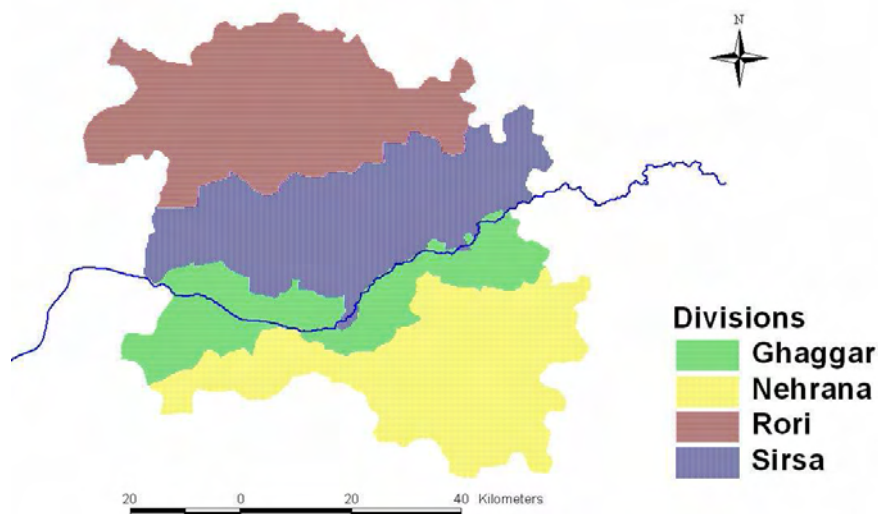 N
Divisions
Ghaggar
Nehrana
Rori
Sirsa
20 0 20 40 Kilometers